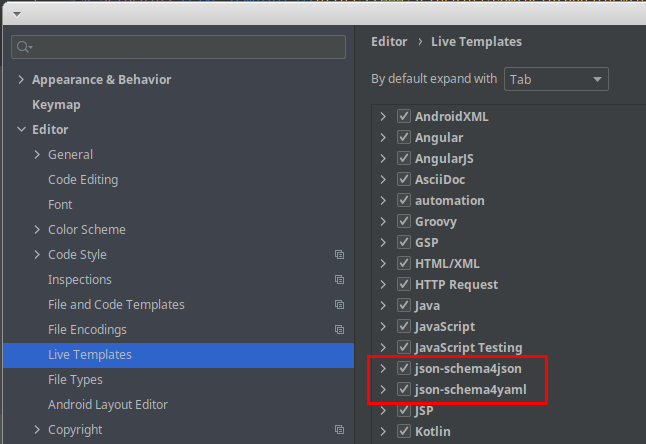 Appearance & Behavior
Keymap
Editor
General
Code Editing
Font
Color Scheme
Code Style
Inspections
File and Code Templates
File Encodings
Live Templates
File Types
Android Layout Editor
Copyright
Editor › Live Templates
By default expand with Tab
AndroidXML
Angular
AngularJS
AsciiDoc
automation
Groovy
GSP
HTML/XML
HTTP Request
Java
JavaScript
JavaScript Testing
json-schema4json
json-schema4yaml
JSP
Kotlin